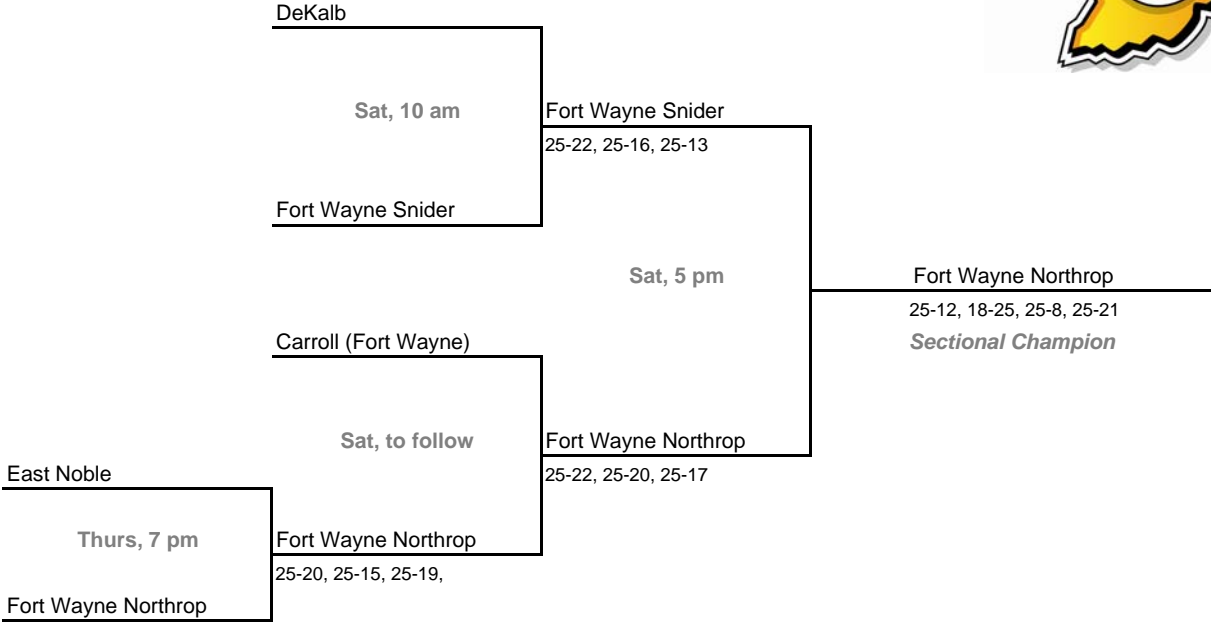 DeKalb
Sat, 10 am
Fort Wayne Snider
25-22, 25-16, 25-13
Fort Wayne Snider
Sat, 5 pm
Fort Wayne Northrop
25-12, 18-25, 25-8, 25-21
Carroll (Fort Wayne)
Sectional Champion
Sat, to follow
Fort Wayne Northrop
East Noble
25-22, 25-20, 25-17
Thurs, 7 pm
Fort Wayne Northrop
25-20, 25-15, 25-19,
Fort Wayne Northrop